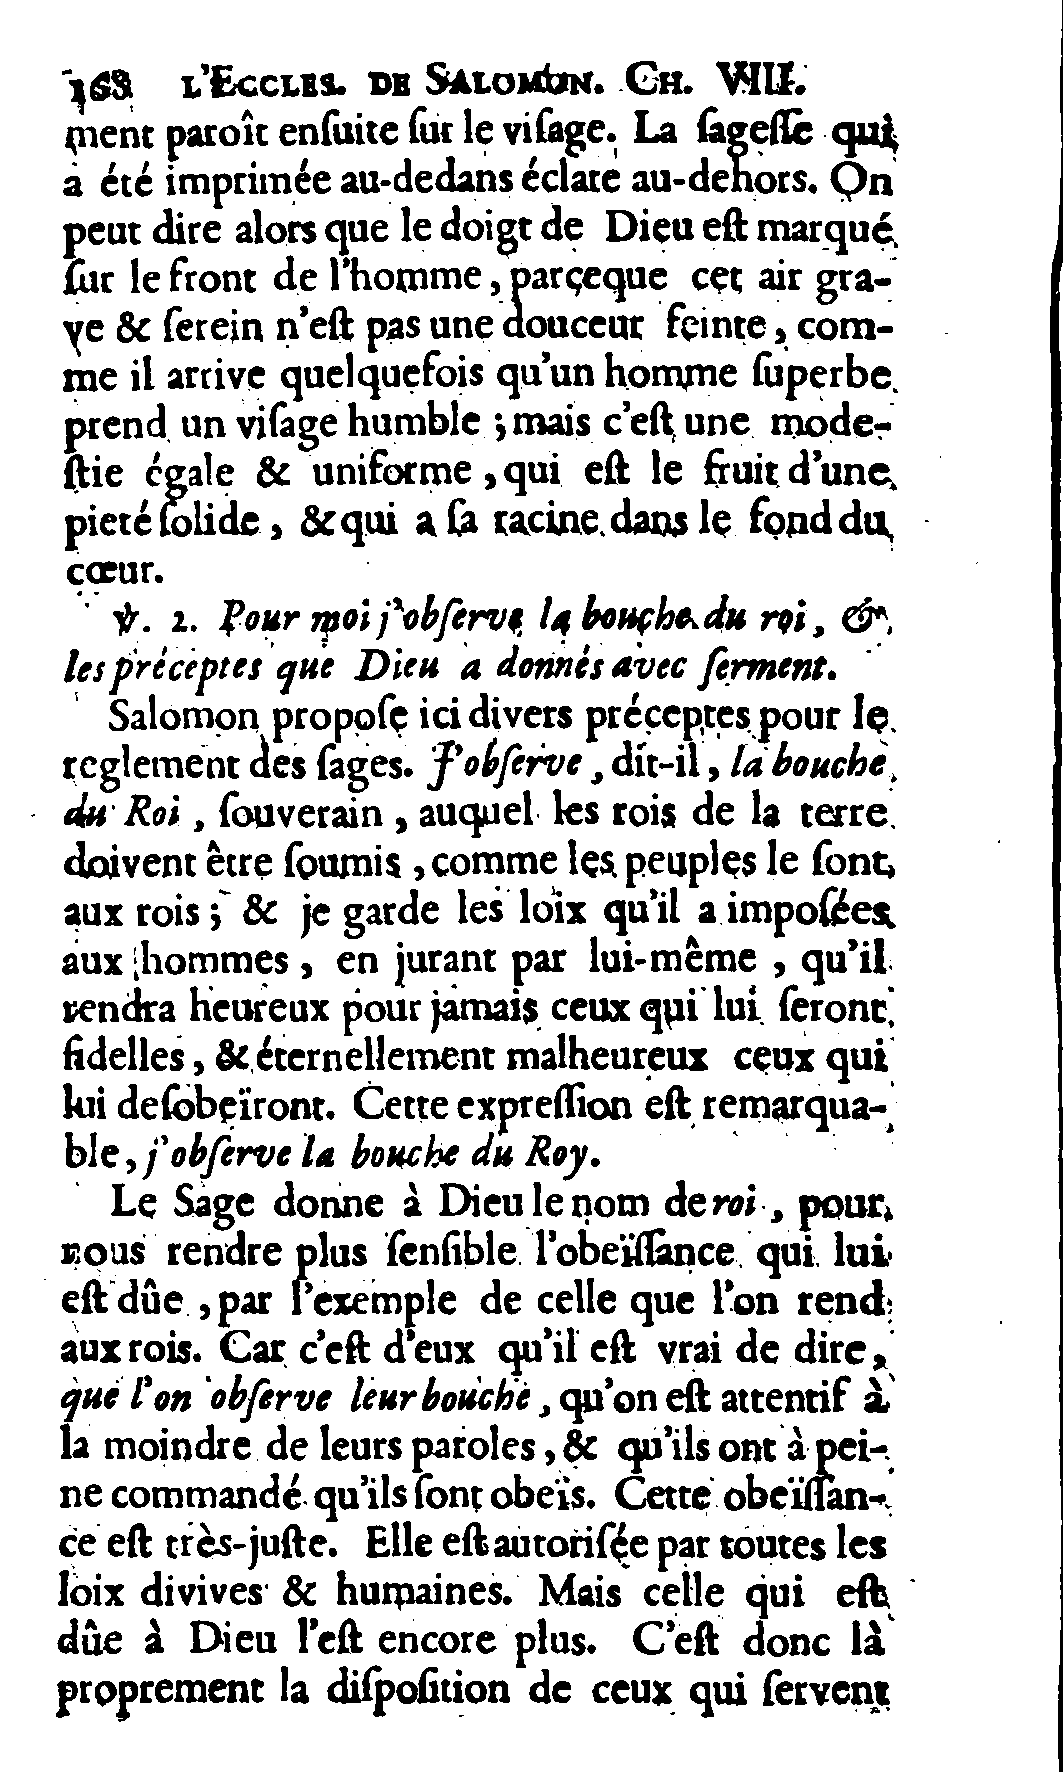 168 L'ECCLES. DE SALOMON. CH. VIII.
ment paroît enſuite ſur le viſage. La ſageſſe qui
a été imprimée au-dedans éclate au-dehors. On
peut dire alors que le doigt de Dieu eſt marqué
ſur le front de l'homme, parçeque cet air gra-
ve & ſerein n'eſt pas une douceur feinte, com-
me il arrive quelquefois qu'un homme ſuperbe
prend un viſage humble ; mais c'eſt une mode-
ſtie égale & uniforme, qui eſt le fruit d'une
pieté ſolide, & qui a ſa racine dans le fond du
cœur.
℣. 2. Pour moi j'obſerve la bouche du roi, &
les préceptes que Dieu a donnés avec ſerment.
Salomon propoſe ici divers préceptes pour le
reglement des ſages. J'obſerve, dit-il, la bouche
du Roi, ſouverain, auquel les rois de la terre
doivent être ſoumis, comme les peuples le ſont
aux rois ; & je garde les loix qu'il a impoſées
aux hommes, en jurant par lui-même, qu'il
rendra heureux pour jamais ceux qui lui ſeront
fidelles, & éternellement malheureux ceux qui
lui deſobeïront. Cette expreſſion eſt remarqua-
ble, j'obſerve la bouche du Roy.
Le Sage donne à Dieu le nom de roi, pour
nous rendre plus ſenſible l'obeïſſance qui lui
eſt dûe, par l'exemple de celle que l'on rend
aux rois. Car c'eſt d'eux qu'il eſt vrai de dire,
que l'on obſerve leur bouche, qu'on eſt attentif à
la moindre de leurs paroles, & qu'ils ont à pei-
ne commandé qu'ils ſont obeïs. Cette obeïſſan-
ce eſt très-juſte. Elle eſt autoriſée par toutes les
loix divives & humaines. Mais celle qui eſt
dûe à Dieu l'eſt encore plus. C'eſt donc là
proprement la diſpoſition de ceux qui ſervent